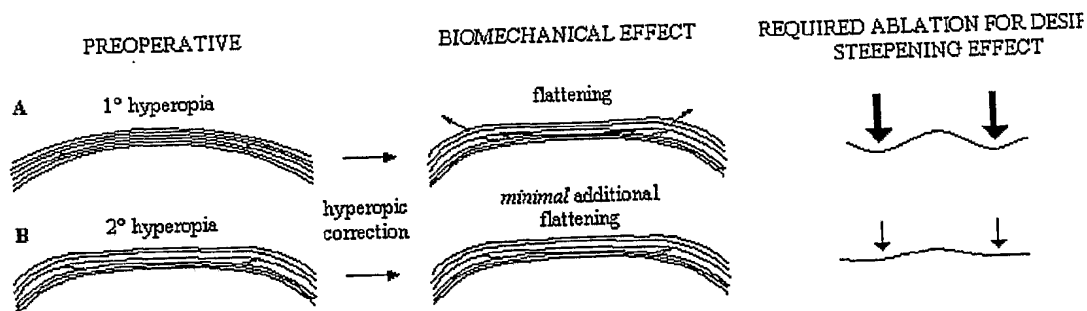 PREOPERATIVE
BIOMECHANICAL EFFECT
REQUIRED ABLATION FOR DESIR
STEEPENING EFFECT
A
1° hyperopia
flattening
hyperopic
correction
B
2° hyperopia
minimal additional
flattening